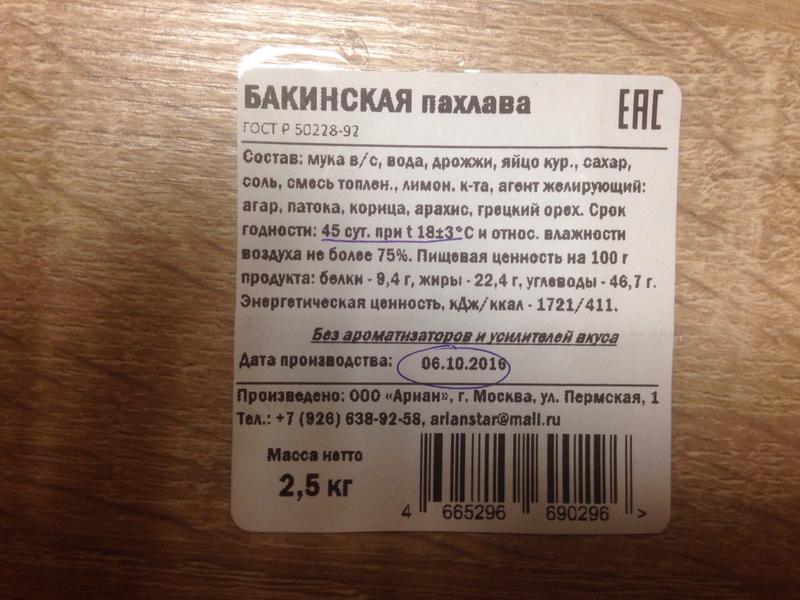 БАКИНСКАЯ пахлава
EAC
ГОСТ Р 50228-92
Состав: мука в/с, вода, дрожжи, яйцо кур., сахар,
соль, смесь топлен., лимон. к-та, агент желирующий:
агар, патока, корица, арахис, грецкий орех. Срок
годности: 45 сут. при t 18±3°С и относ. влажности
воздуха не более 75%. Пищевая ценность на 100 г
продукта: белки - 9,4 г, жиры - 22,4 г, углеводы - 46,7 г.
Энергетическая ценность, кДж/ккал - 1721/411.
Без ароматизаторов и усилителей вкуса
Дата производства: 06.10.2016
Произведено: ООО «Ариан», г. Москва, ул. Пермская, 1
Тел.: +7 (926) 638-92-58, arianstar@mail.ru
Масса нетто
2,5 кг
4 665296 690296 >